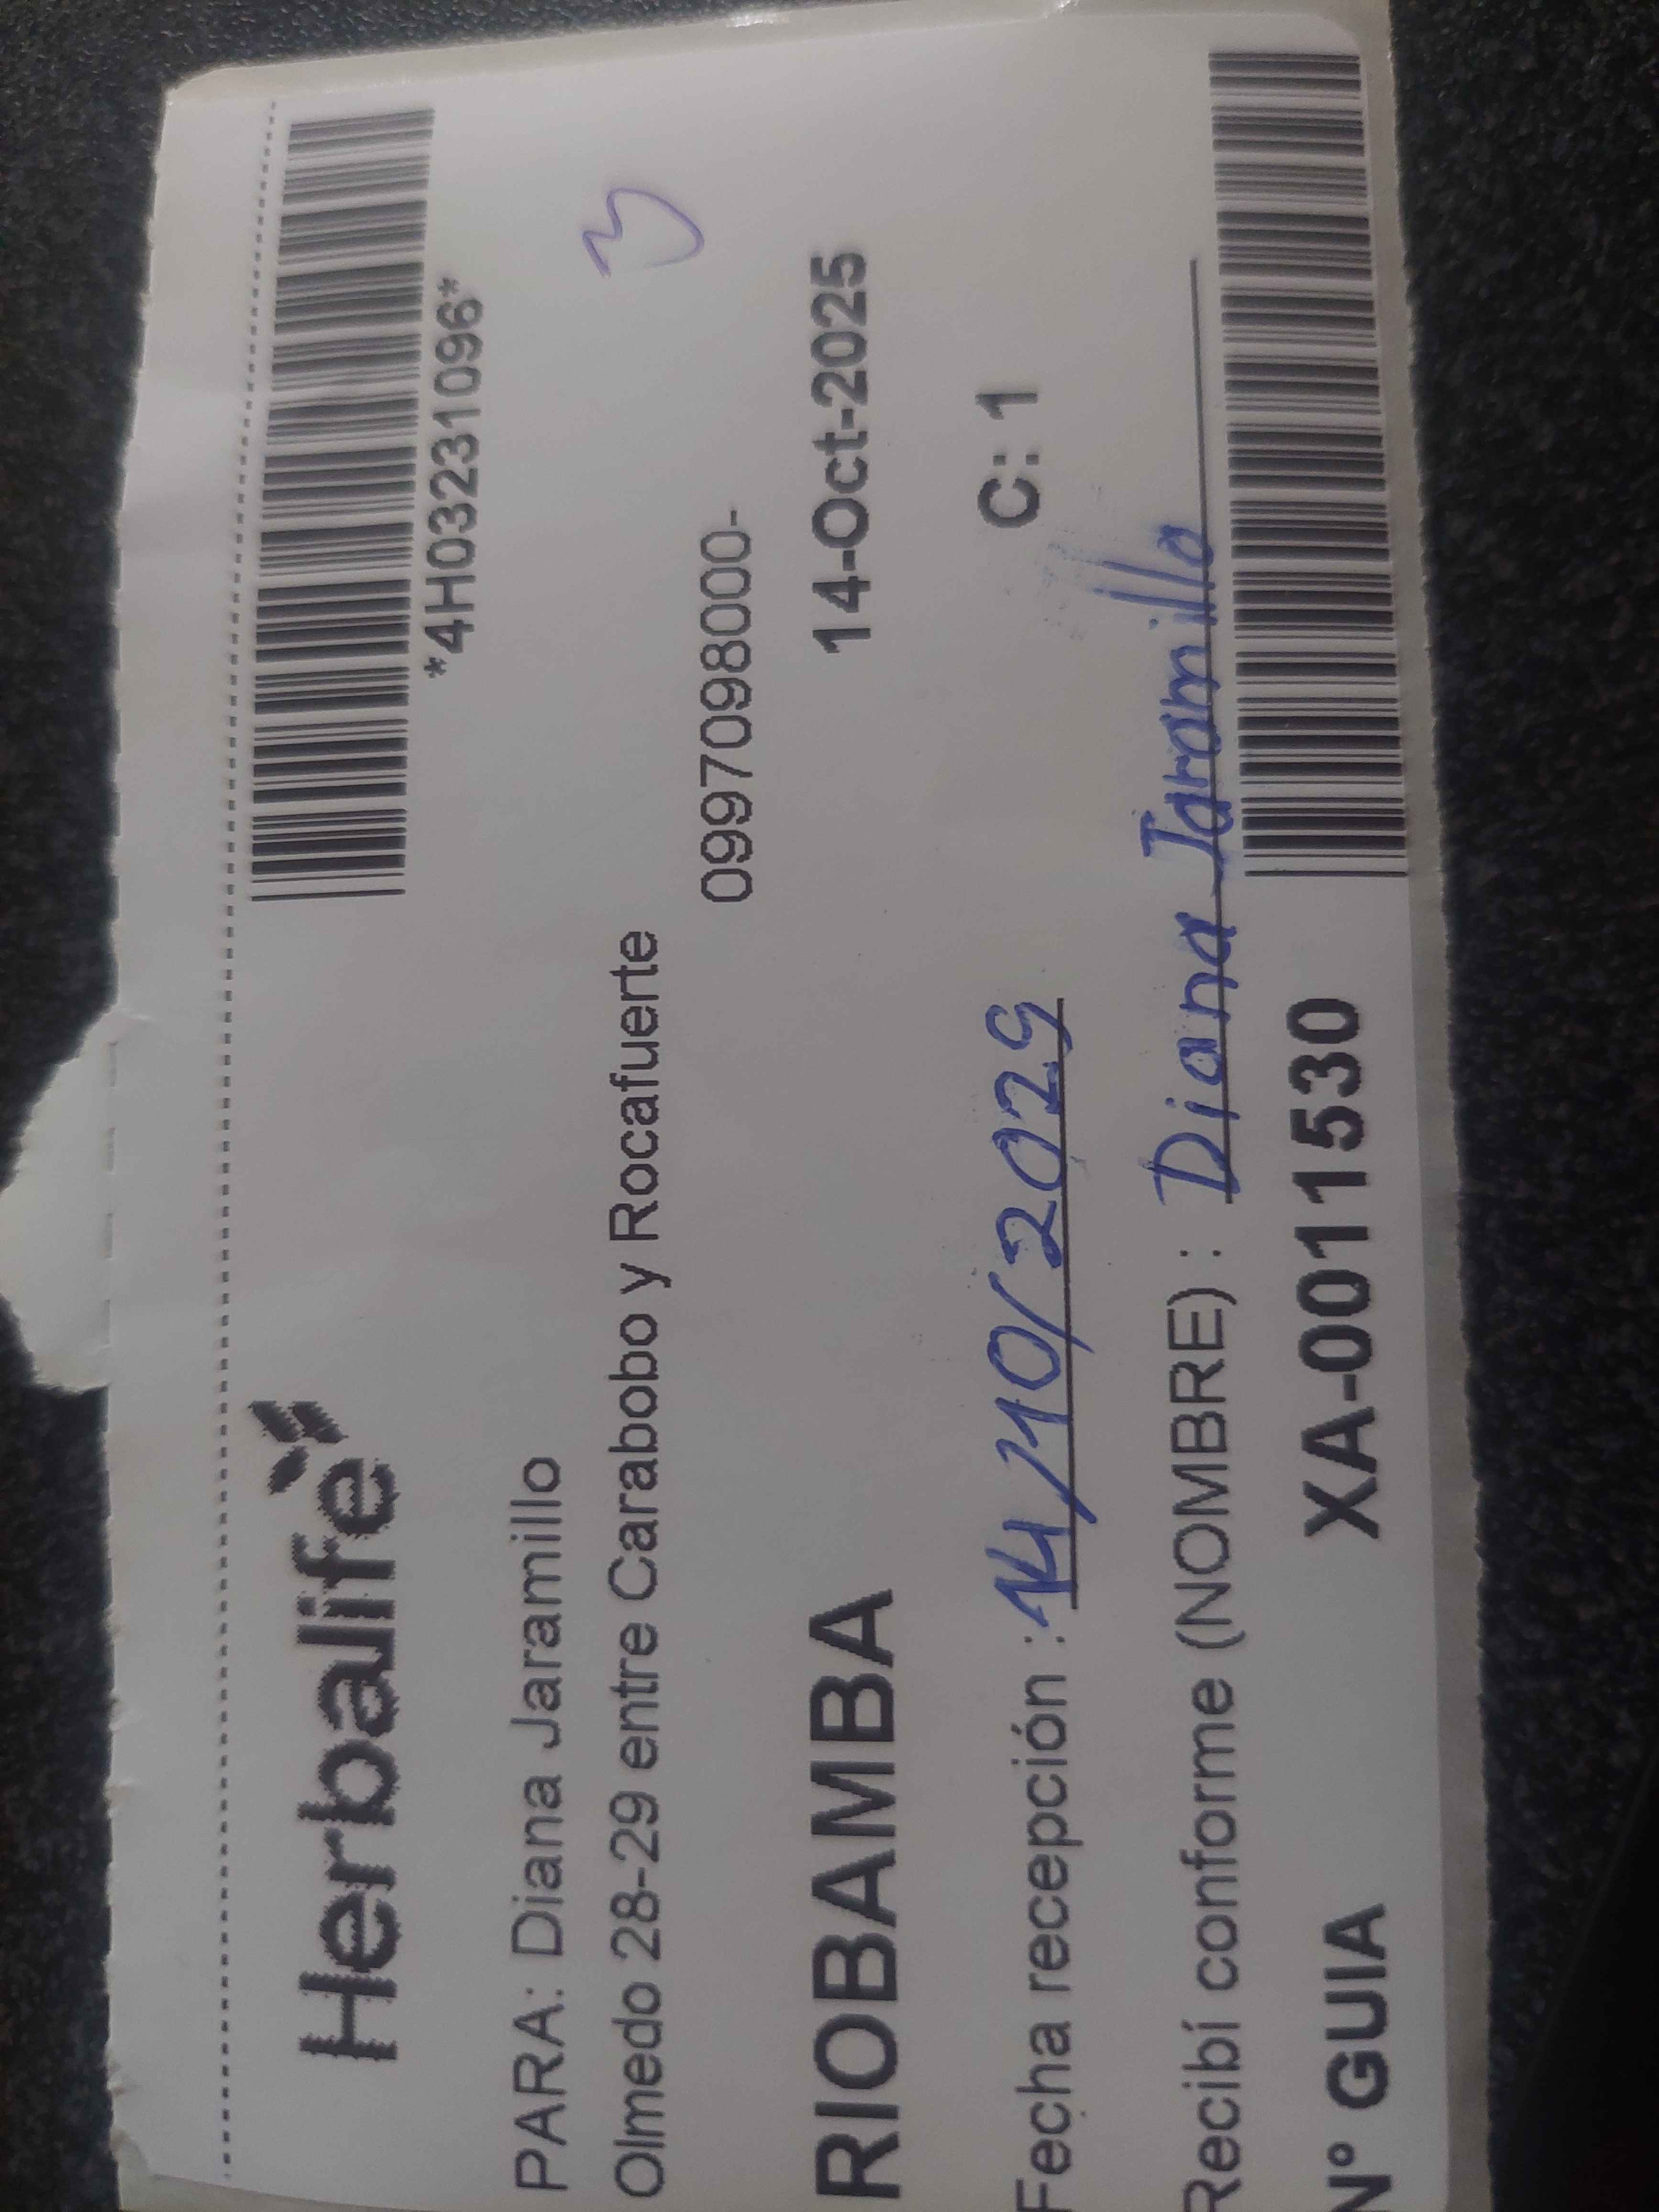 Herbalife
*4H03231096*
PARA: Diana Jaramillo
Olmedo 28-29 entre Carabobo y Rocafuerte
0997098000-
RIOBAMBA 14-Oct-2025
Fecha recepción : 14/10/2025 C: 1
Recibí conforme (NOMBRE) : Diana Jaramillo
N° GUIA XA-0011530